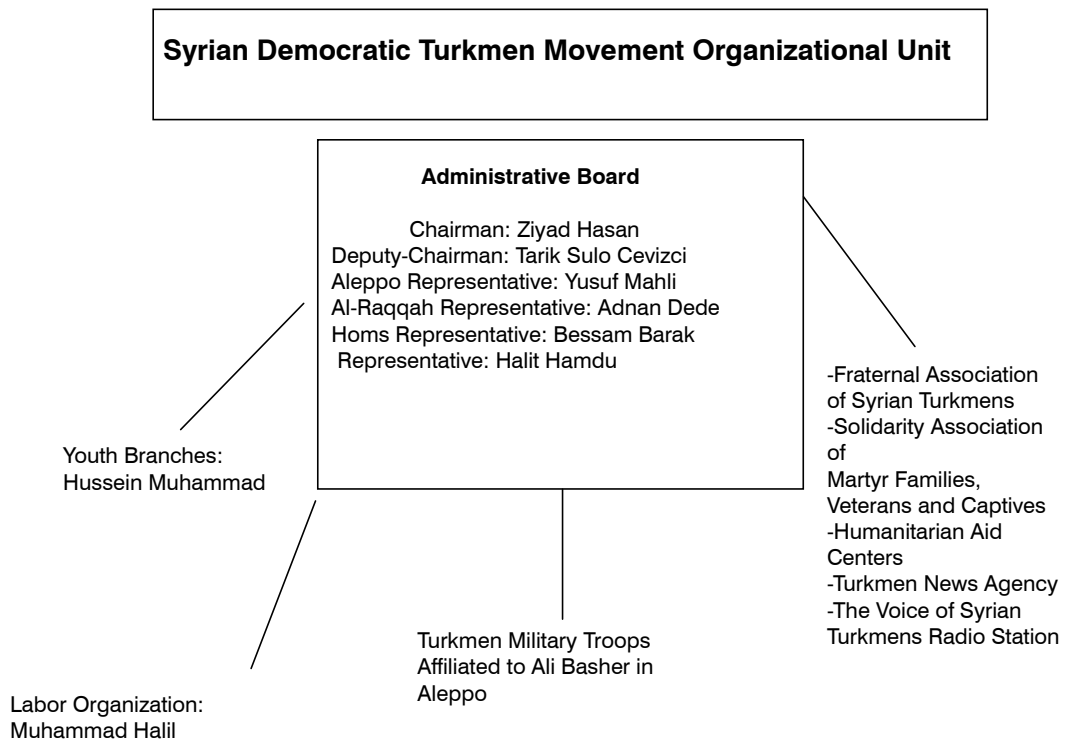 Syrian Democratic Turkmen Movement Organizational Unit
Administrative Board
Chairman: Ziyad Hasan
Deputy-Chairman: Tarik Sulo Cevizci
Aleppo Representative: Yusuf Mahli
Al-Raqqah Representative: Adnan Dede
Homs Representative: Bessam Barak
Representative: Halit Hamdu
Youth Branches:
Hussein Muhammad
-Fraternal Association
of Syrian Turkmens
-Solidarity Association
of
Martyr Families,
Veterans and Captives
-Humanitarian Aid
Centers
-Turkmen News Agency
-The Voice of Syrian
Turkmens Radio Station
Turkmen Military Troops
Affiliated to Ali Basher in
Aleppo
Labor Organization:
Muhammad Halil